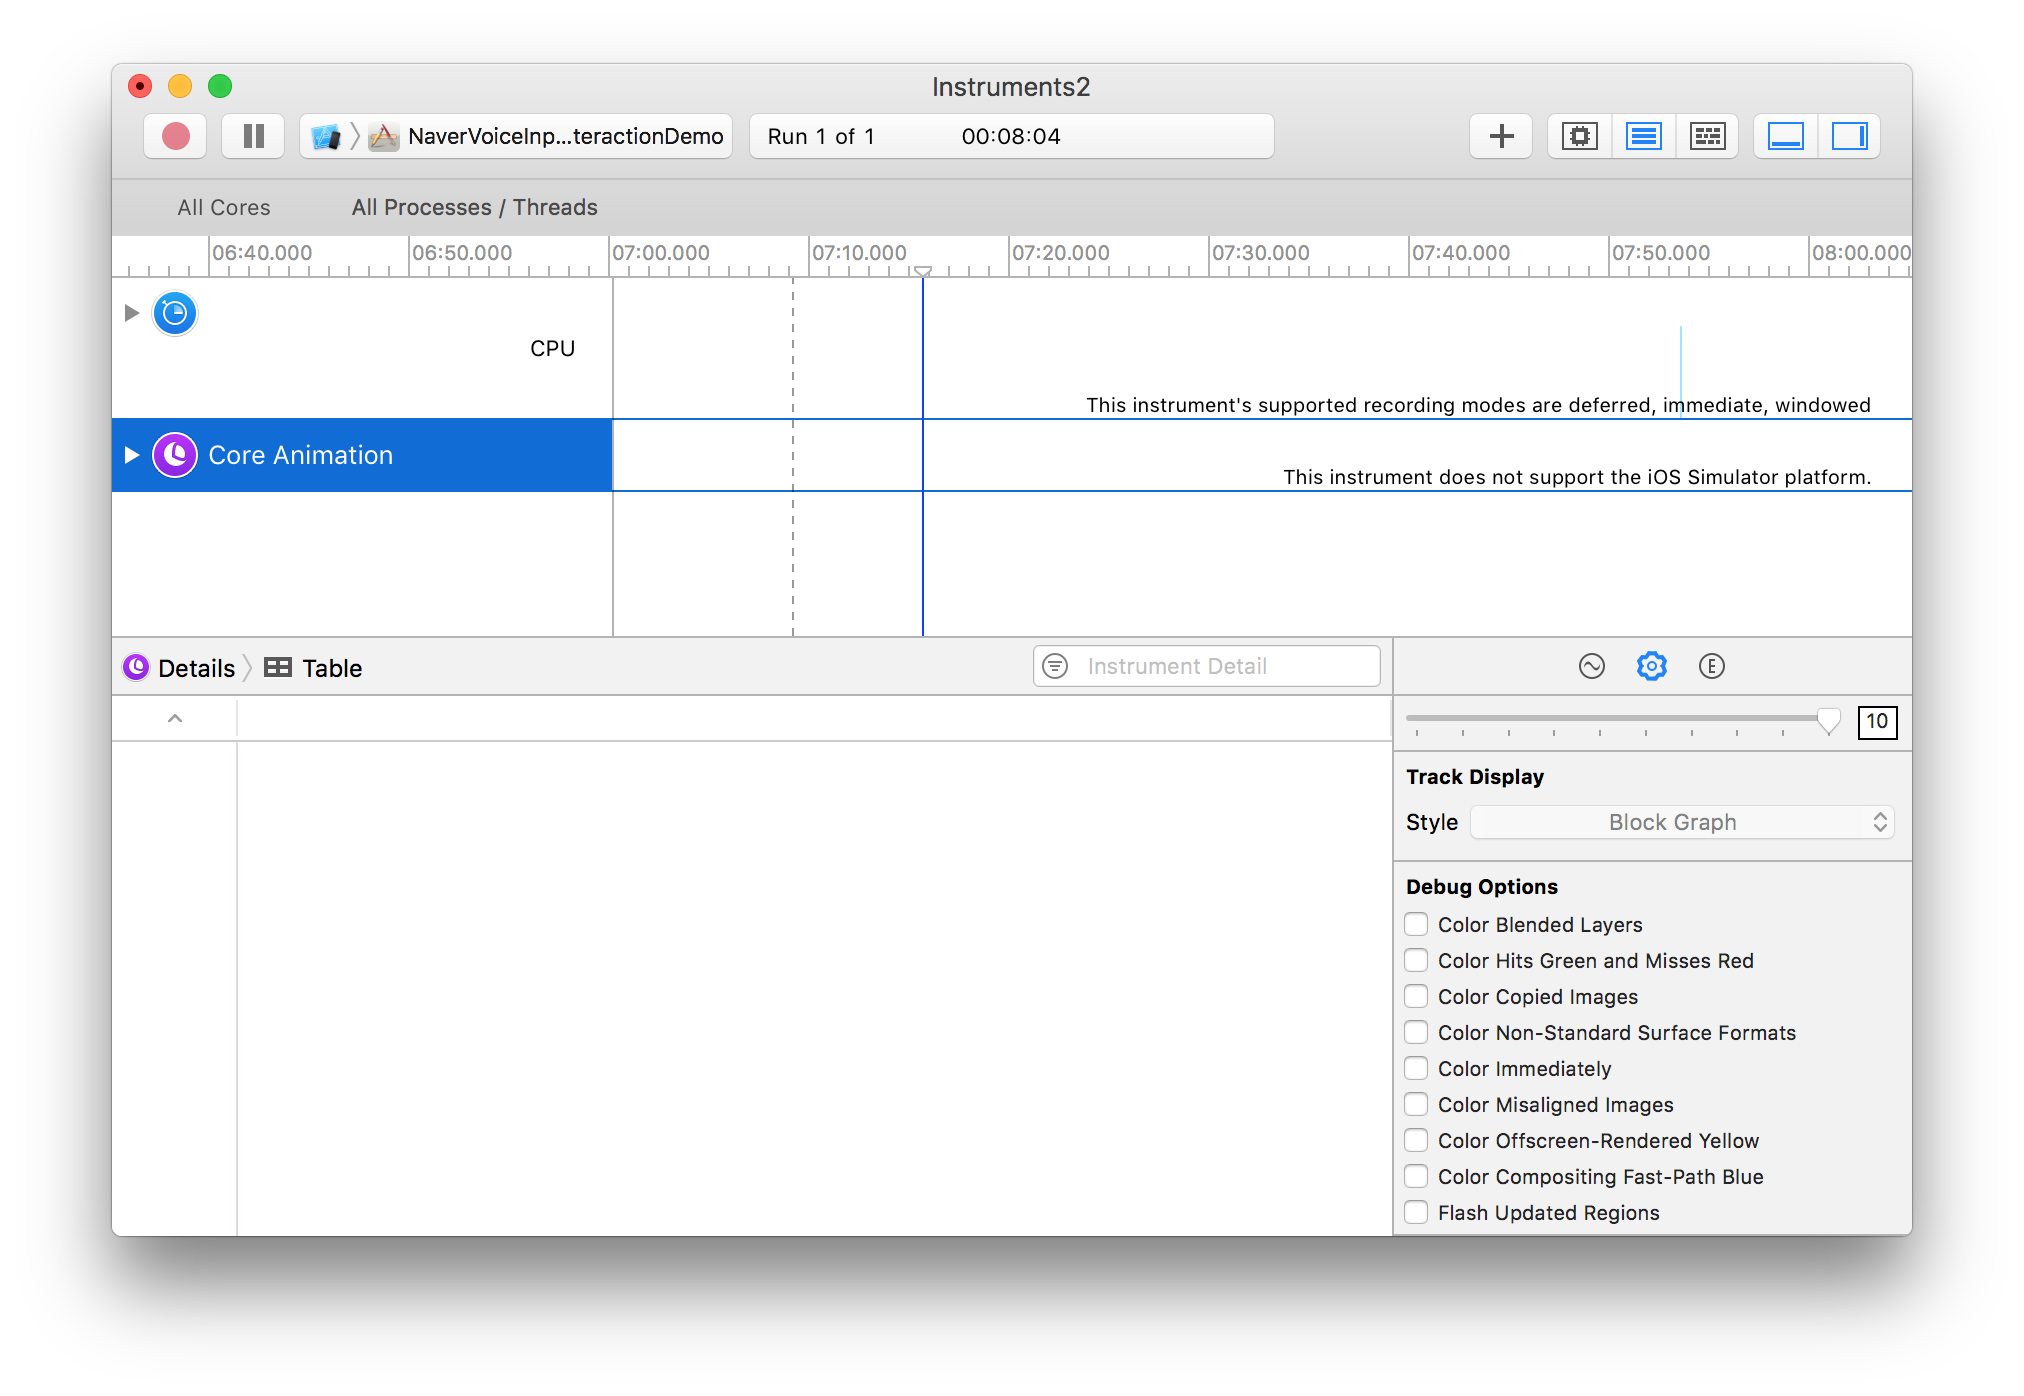 Instruments2
NaverVoiceInp...teractionDemo
Run 1 of 1 00:08:04
All Cores All Processes / Threads
06:40.000 06:50.000 07:00.000 07:10.000 07:20.000 07:30.000 07:40.000 07:50.000 08:00.000
CPU
This instrument's supported recording modes are deferred, immediate, windowed
Core Animation
This instrument does not support the iOS Simulator platform.
Details Table Instrument Detail
E
10
Track Display
Style Block Graph
Debug Options
Color Blended Layers
Color Hits Green and Misses Red
Color Copied Images
Color Non-Standard Surface Formats
Color Immediately
Color Misaligned Images
Color Offscreen-Rendered Yellow
Color Compositing Fast-Path Blue
Flash Updated Regions